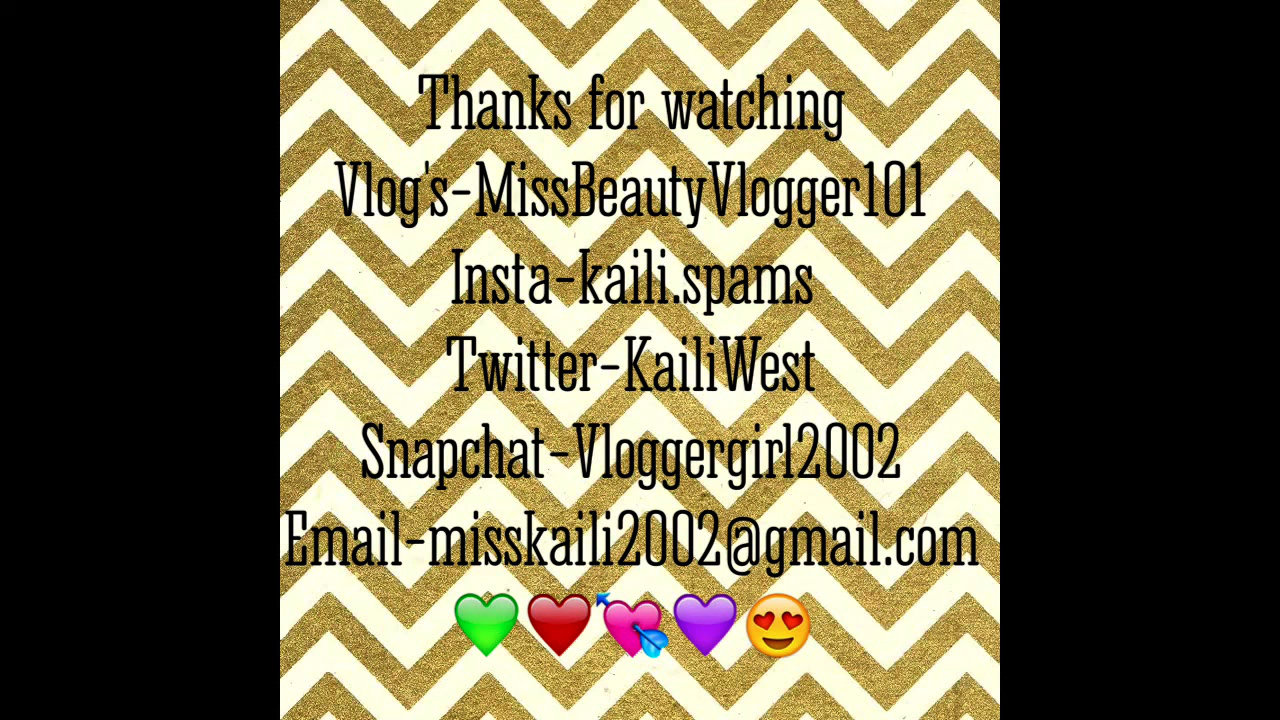 Thanks for watching
Vlog's-MissBeautyVlogger101
Insta-kaili.spams
Twitter-KailiWest
Snapchat-Vloggergirl2002
Email-misskaili2002@gmail.com
💚❤️💘💜😍